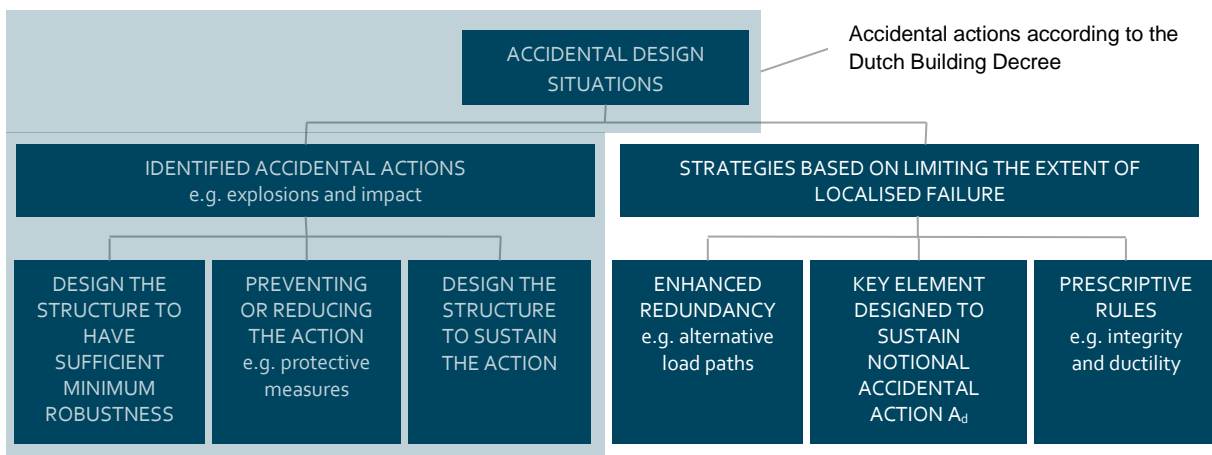 ACCIDENTAL DESIGN
SITUATIONS
Accidental actions according to the
Dutch Building Decree
IDENTIFIED ACCIDENTAL ACTIONS
e.g. explosions and impact
STRATEGIES BASED ON LIMITING THE EXTENT OF
LOCALISED FAILURE
DESIGN THE
STRUCTURE TO
HAVE
SUFFICIENT
MINIMUM
ROBUSTNESS
PREVENTING
OR REDUCING
THE ACTION
e.g. protective
measures
DESIGN THE
STRUCTURE
TO SUSTAIN
THE ACTION
ENHANCED
REDUNDANCY
e.g. alternative
load paths
KEY ELEMENT
DESIGNED TO
SUSTAIN
NOTIONAL
ACCIDENTAL
ACTION Ad
PRESCRIPTIVE
RULES
e.g. integrity
and ductility